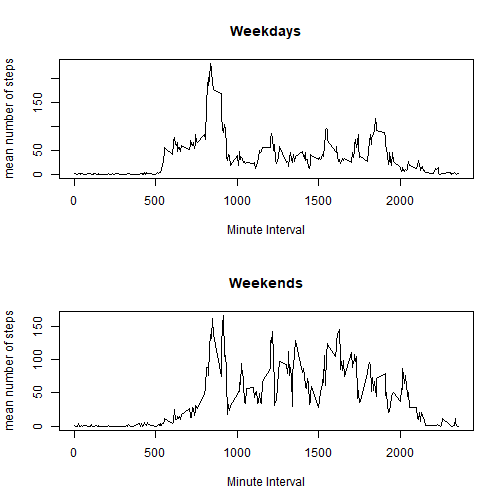 Weekdays
mean number of steps
0 50 150
0 500 1000 1500 2000
Minute Interval
Weekends
mean number of steps
0 50 100 150
0 500 1000 1500 2000
Minute Interval